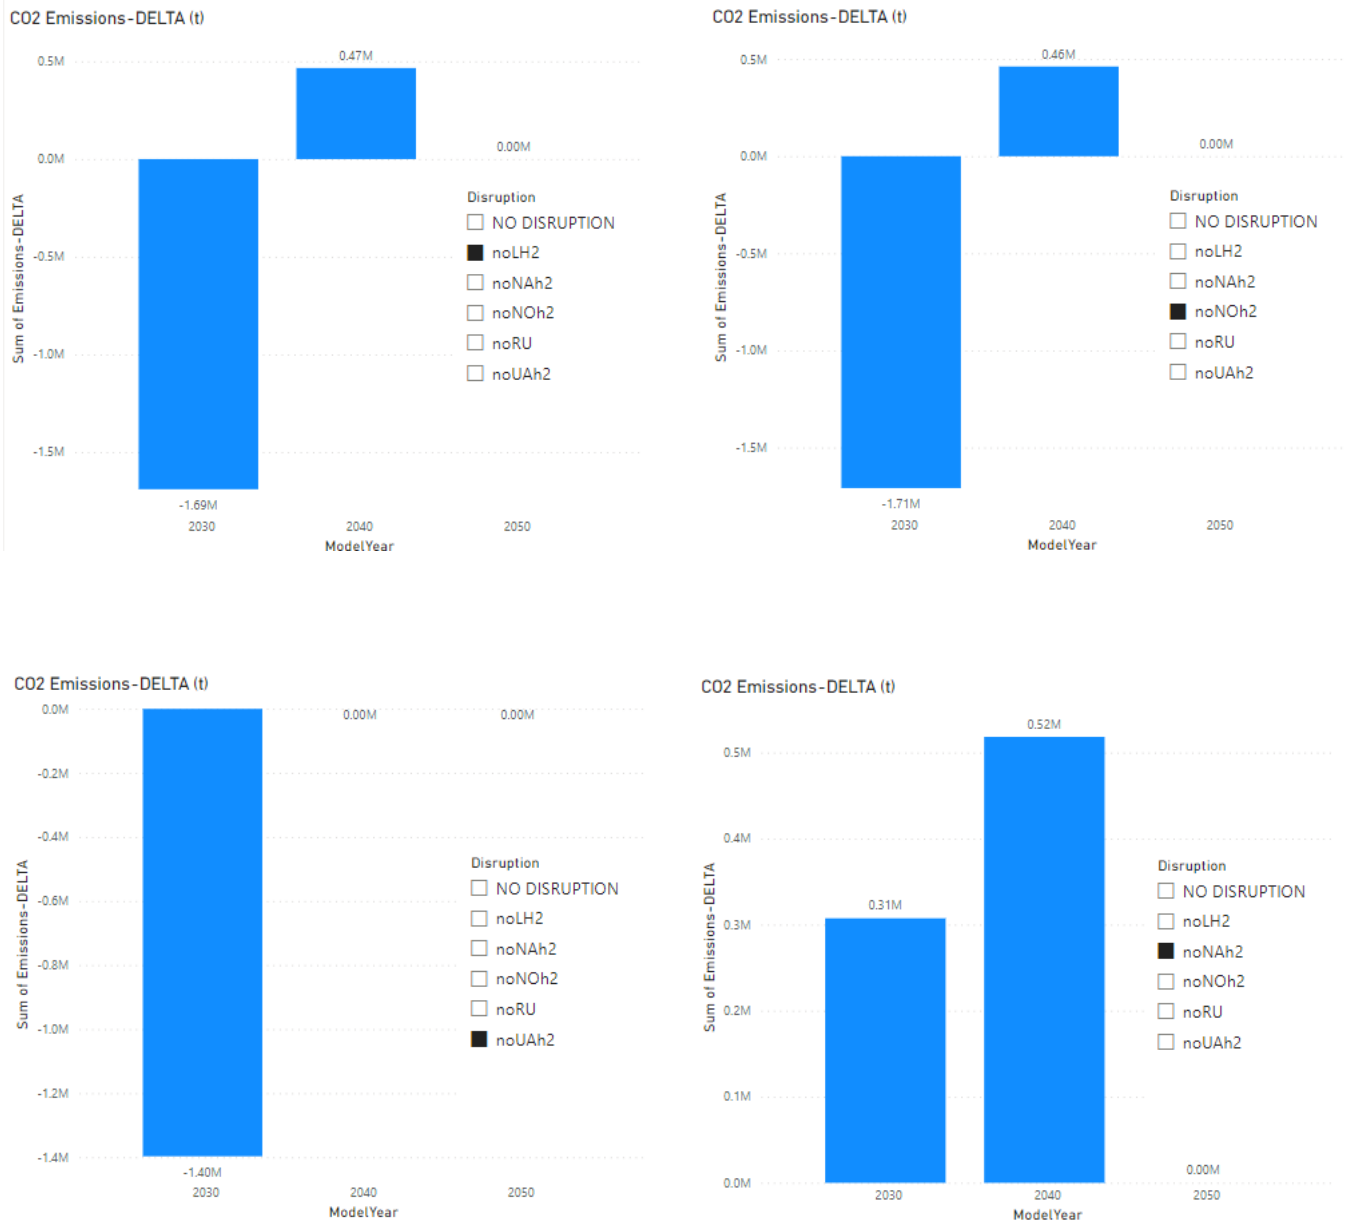 CO2 Emissions-DELTA (t)
0.5M
0.0M
-0.5M
-1.0M
-1.5M
Sum of Emissions-DELTA
0.47M
0.00M
-1.69M
2030
2040
2050
ModelYear
Disruption
NO DISRUPTION
noLH2
noNAh2
noNOh2
noRU
noUAh2
CO2 Emissions-DELTA (t)
0.5M
0.0M
-0.5M
-1.0M
-1.5M
Sum of Emissions-DELTA
0.46M
0.00M
-1.71M
2030
2040
2050
ModelYear
Disruption
NO DISRUPTION
noLH2
noNAh2
noNOh2
noRU
noUAh2
CO2 Emissions-DELTA (t)
0.0M
-0.2M
-0.4M
-0.6M
-0.8M
-1.0M
-1.2M
-1.4M
Sum of Emissions-DELTA
0.00M
0.00M
-1.40M
2030
2040
2050
ModelYear
Disruption
NO DISRUPTION
noLH2
noNAh2
noNOh2
noRU
noUAh2
CO2 Emissions-DELTA (t)
0.5M
0.4M
0.3M
0.2M
0.1M
0.0M
Sum of Emissions-DELTA
0.31M
0.52M
0.00M
2030
2040
2050
ModelYear
Disruption
NO DISRUPTION
noLH2
noNAh2
noNOh2
noRU
noUAh2